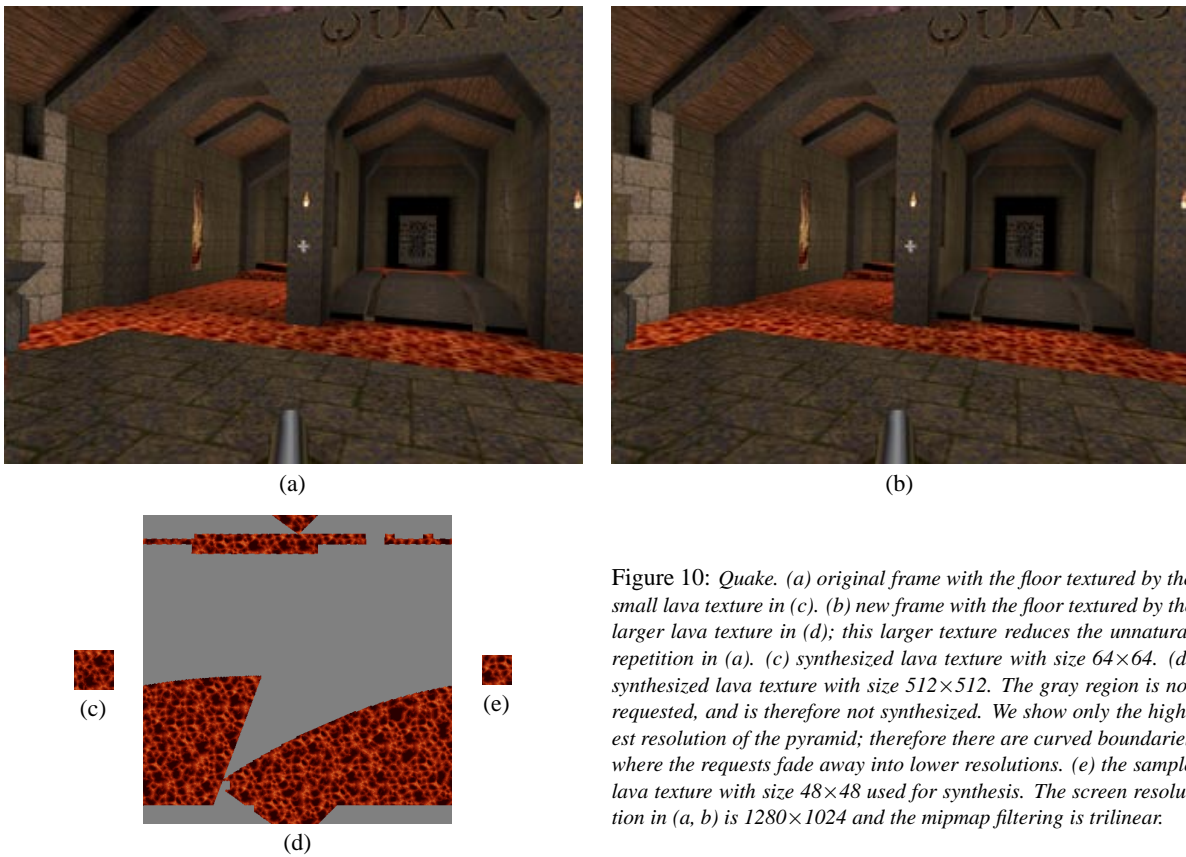 QUAK
QUAK
(a)
(b)
(c)
(e)
(d)
Figure 10: Quake. (a) original frame with the floor textured by the
small lava texture in (c). (b) new frame with the floor textured by the
larger lava texture in (d); this larger texture reduces the unnatura
repetition in (a). (c) synthesized lava texture with size 64×64. (d
synthesized lava texture with size 512×512. The gray region is no
requested, and is therefore not synthesized. We show only the high
est resolution of the pyramid; therefore there are curved boundarie
where the requests fade away into lower resolutions. (e) the sample
lava texture with size 48×48 used for synthesis. The screen resolu
tion in (a, b) is 1280×1024 and the mipmap filtering is trilinear.